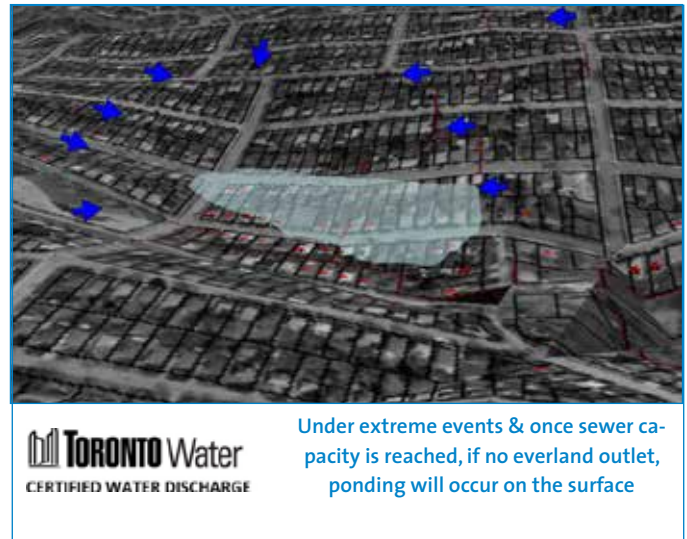 TORONTO Water
CERTIFIED WATER DISCHARGE
Under extreme events & once sewer ca-
pacity is reached, if no everland outlet,
ponding will occur on the surface